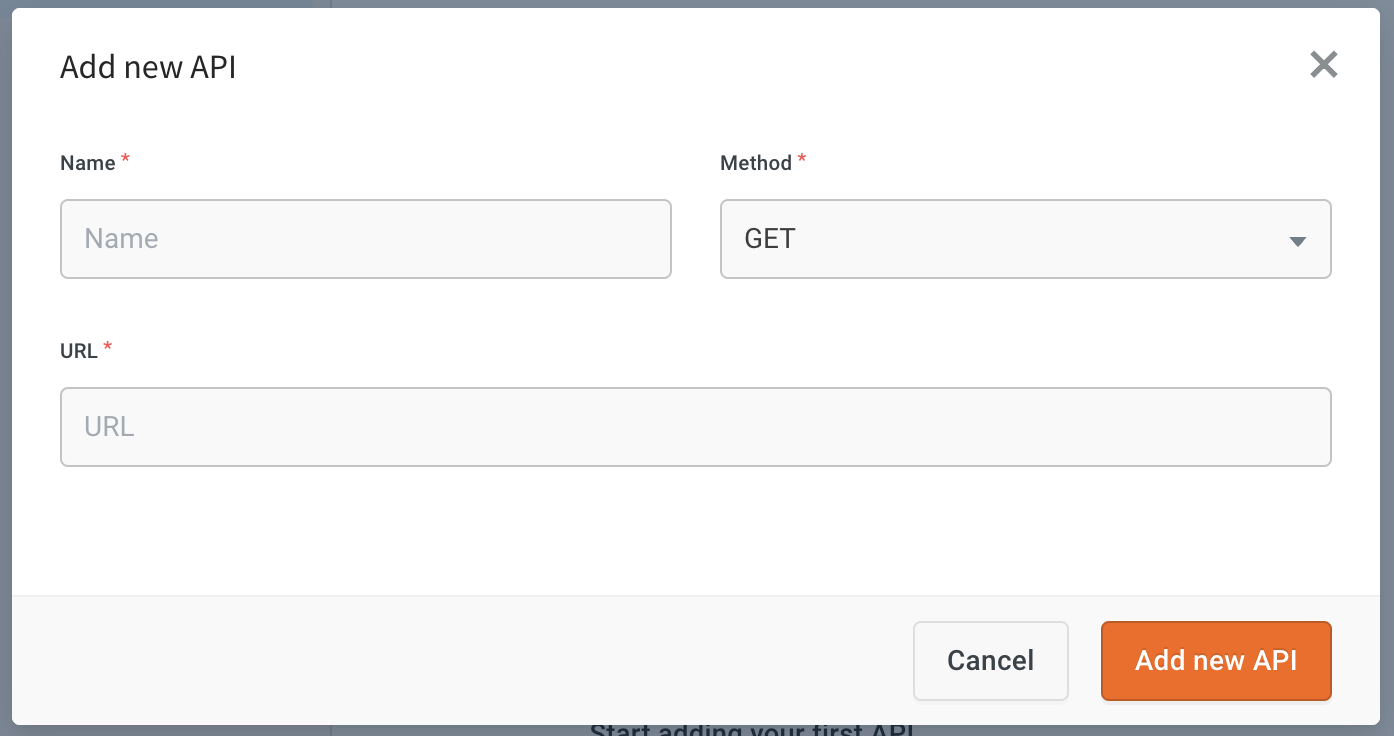 Add new API
Name * Method *
Name GET
URL *
URL
Cancel Add new API
Start adding your first API